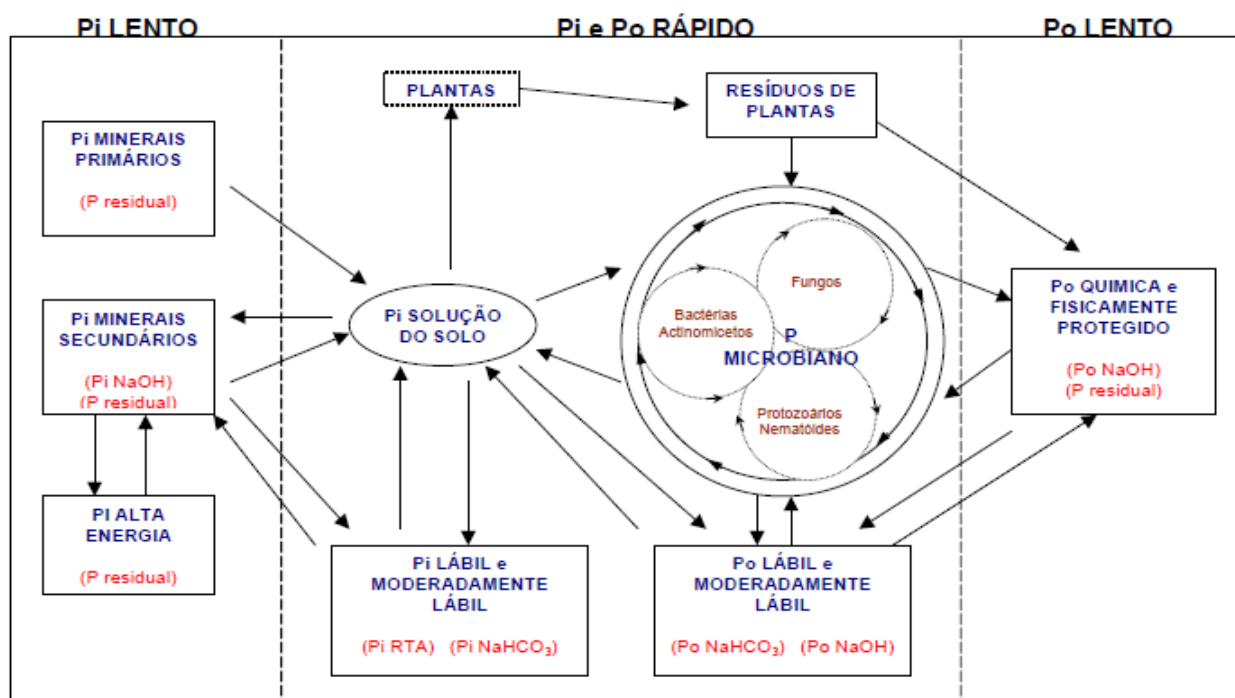 Pi LENTO
Pi e Po RÁPIDO
Po LENTO
PLANTAS
RESÍDUOS DE
PLANTAS
Pi MINERAIS
PRIMÁRIOS
(P residual)
Pi MINERAIS
SECUNDÁRIOS
(Pi NaOH)
(P residual)
Pi SOLUÇÃO
DO SOLO
Fungos
Bactérias
Actinomicetos
P
MICROBIANO
Protozoários
Nematóides
Po QUIMICA e
FISICAMENTE
PROTEGIDO
(Po NaOH)
(P residual)
PI ALTA
ENERGIA
(P residual)
Pi LÁBIL e
MODERADAMENTE
LÁBIL
(Pi RTA) (Pi NaHCO₃)
Po LÁBIL e
MODERADAMENTE
LÁBIL
(Po NaHCO₃) (Po NaOH)